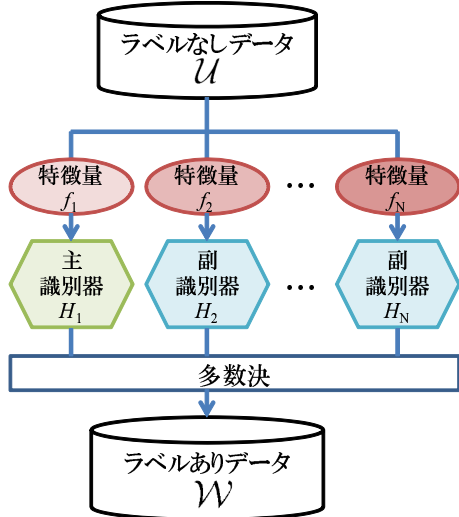 ラベルなしデータ
𝒰
特徴量 特徴量 特徴量
f1 f2 … fN
主 副 副
識別器 識別器 … 識別器
H1 H2 HN
多数決
ラベルありデータ
𝒲